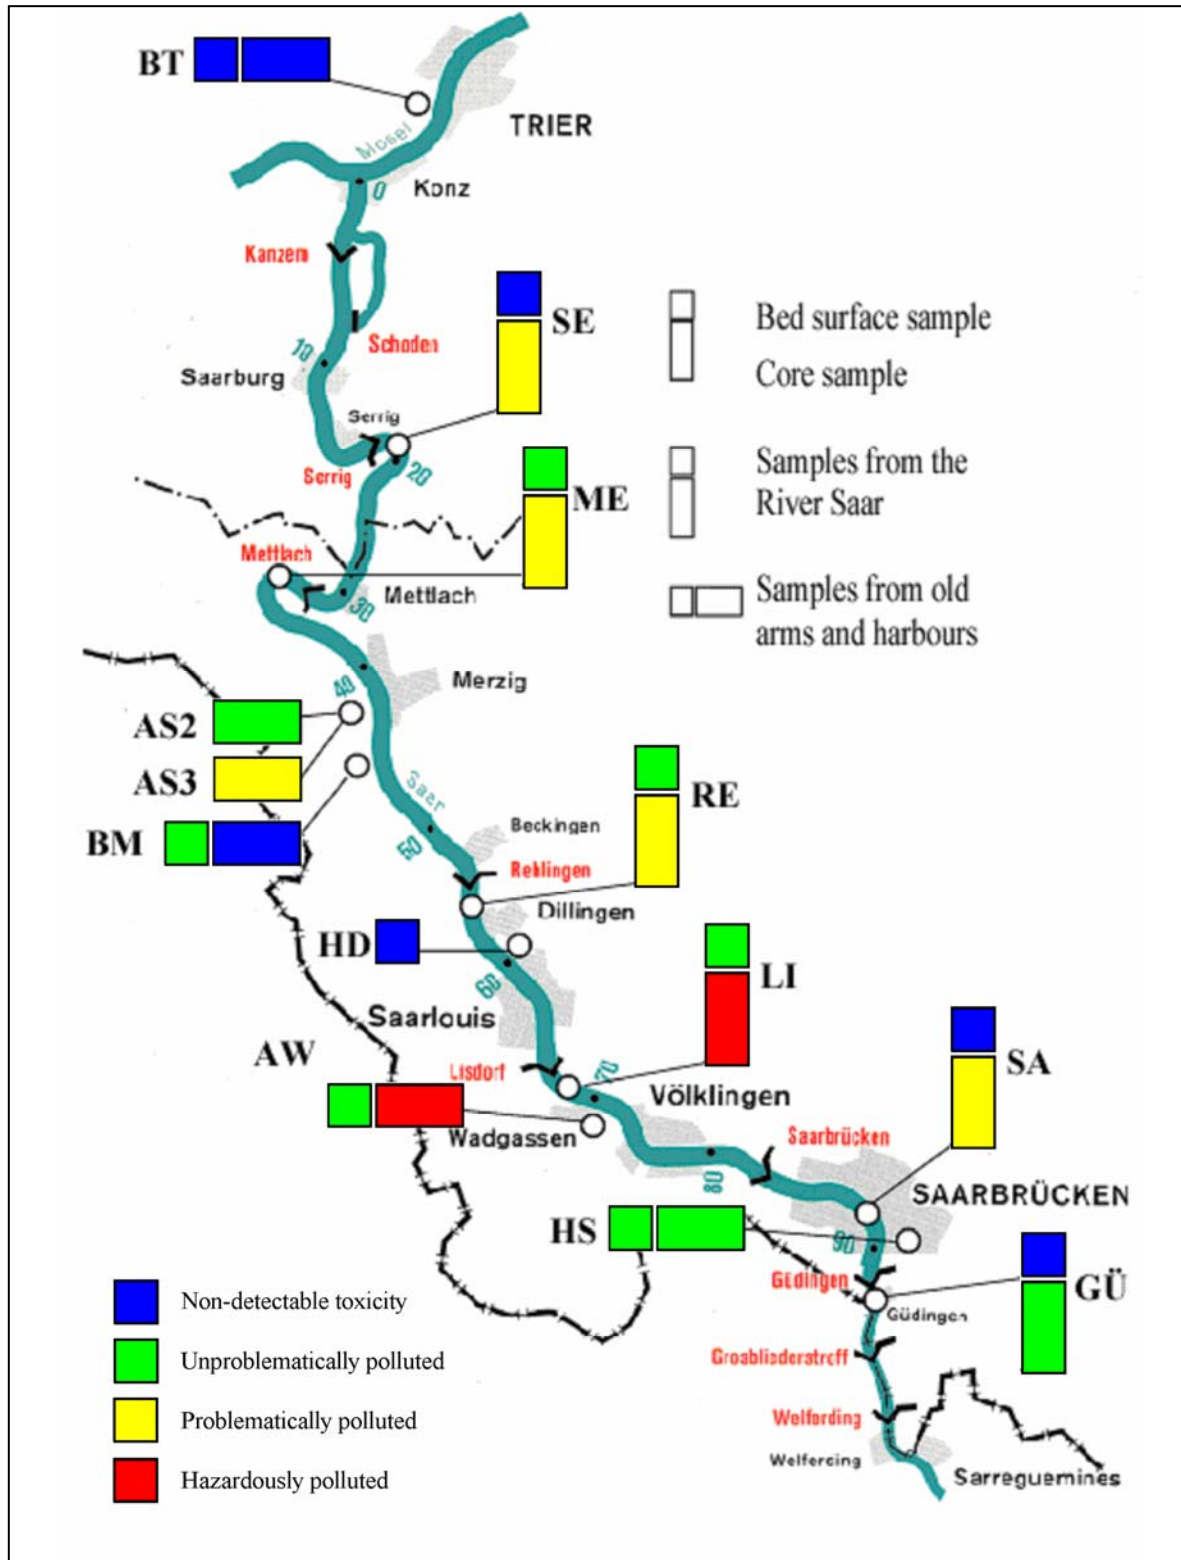 BT
TRIER
Mosel
0
Konz
Kanzem
SE
Bed surface sample
Core sample
10
Schoden
Saarburg
Serrig
Serrig
20
Samples from the
River Saar
ME
Mettlach
30
Mettlach
Samples from old
arms and harbours
Merzig
40
AS2
AS3
Saar
RE
BM
50
Beckingen
Rehlingen
Dillingen
HD
60
LI
Saarlouis
SA
AW
Lisdorf
70
Völklingen
Wadgassen
Saarbrücken
80
SAARBRÜCKEN
HS
90
Güdingen
GÜ
Güdingen
Non-detectable toxicity
Unproblematically polluted
Groabliederstroff
Problematically polluted
Welferding
Welfercing
Sarreguemines
Hazardously polluted